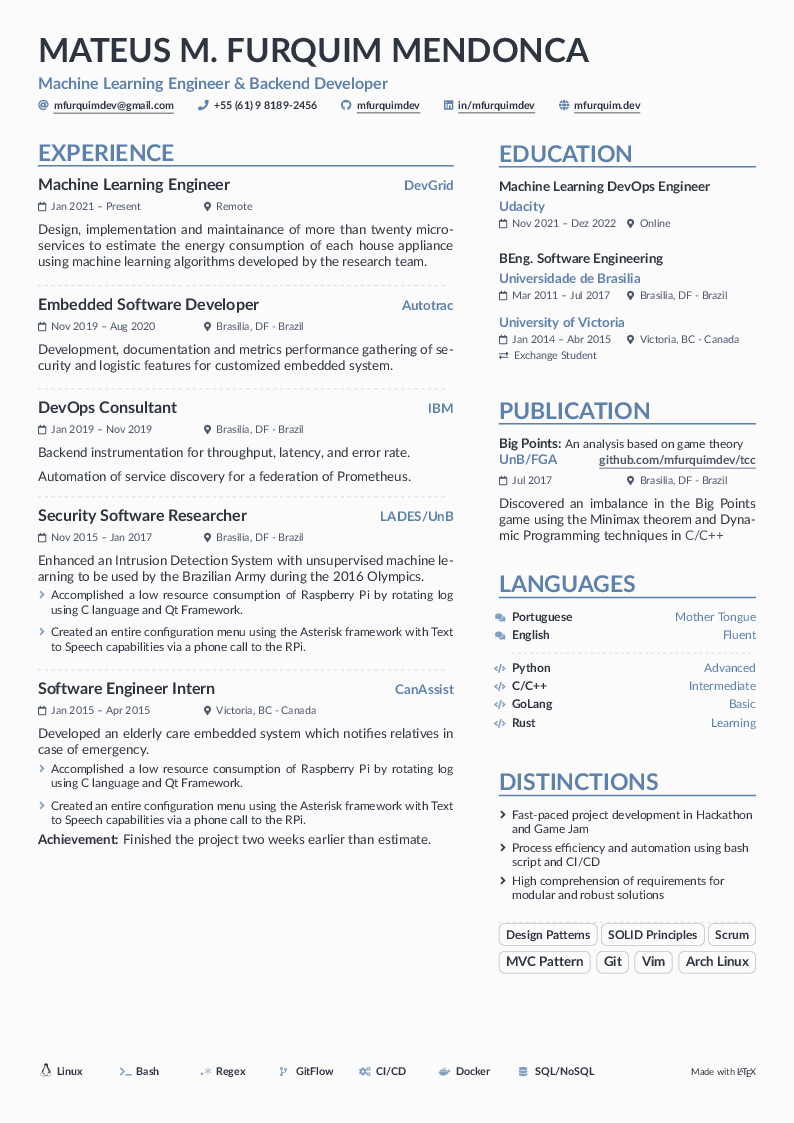 MATEUS M. FURQUIM MENDONCA
Machine Learning Engineer & Backend Developer
mfurquimdev@gmail.com +55 (61) 9 8189-2456 mfurquimdev in/mfurquimdev mfurquim.dev
EXPERIENCE
Machine Learning Engineer DevGrid
Jan 2021 – Present Remote
Design, implementation and maintainance of more than twenty micro-
services to estimate the energy consumption of each house appliance
using machine learning algorithms developed by the research team.
Embedded Software Developer Autotrac
Nov 2019 – Aug 2020 Brasilia, DF - Brazil
Development, documentation and metrics performance gathering of se-
curity and logistic features for customized embedded system.
DevOps Consultant IBM
Jan 2019 – Nov 2019 Brasilia, DF - Brazil
Backend instrumentation for throughput, latency, and error rate.
Automation of service discovery for a federation of Prometheus.
Security Software Researcher LADES/UnB
Nov 2015 – Jan 2017 Brasilia, DF - Brazil
Enhanced an Intrusion Detection System with unsupervised machine le-
arning to be used by the Brazilian Army during the 2016 Olympics.
Accomplished a low resource consumption of Raspberry Pi by rotating log
using C language and Qt Framework.
Created an entire configuration menu using the Asterisk framework with Text
to Speech capabilities via a phone call to the RPi.
Software Engineer Intern CanAssist
Jan 2015 – Apr 2015 Victoria, BC - Canada
Developed an elderly care embedded system which notifies relatives in
case of emergency.
Accomplished a low resource consumption of Raspberry Pi by rotating log
using C language and Qt Framework.
Created an entire configuration menu using the Asterisk framework with Text
to Speech capabilities via a phone call to the RPi.
Achievement: Finished the project two weeks earlier than estimate.
EDUCATION
Machine Learning DevOps Engineer
Udacity
Nov 2021 – Dez 2022 Online
BEng. Software Engineering
Universidade de Brasilia
Mar 2011 – Jul 2017 Brasilia, DF - Brazil
University of Victoria
Jan 2014 – Abr 2015 Victoria, BC - Canada
Exchange Student
PUBLICATION
Big Points: An analysis based on game theory
UnB/FGA github.com/mfurquimdev/tcc
Jul 2017 Brasilia, DF - Brazil
Discovered an imbalance in the Big Points
game using the Minimax theorem and Dyna-
mic Programming techniques in C/C++
LANGUAGES
Portuguese Mother Tongue
English Fluent
Python Advanced
C/C++ Intermediate
GoLang Basic
Rust Learning
DISTINCTIONS
Fast-paced project development in Hackathon
and Game Jam
Process efficiency and automation using bash
script and CI/CD
High comprehension of requirements for
modular and robust solutions
Design Patterns SOLID Principles Scrum
MVC Pattern Git Vim Arch Linux
Linux Bash Regex GitFlow CI/CD Docker SQL/NoSQL Made with LaTeX